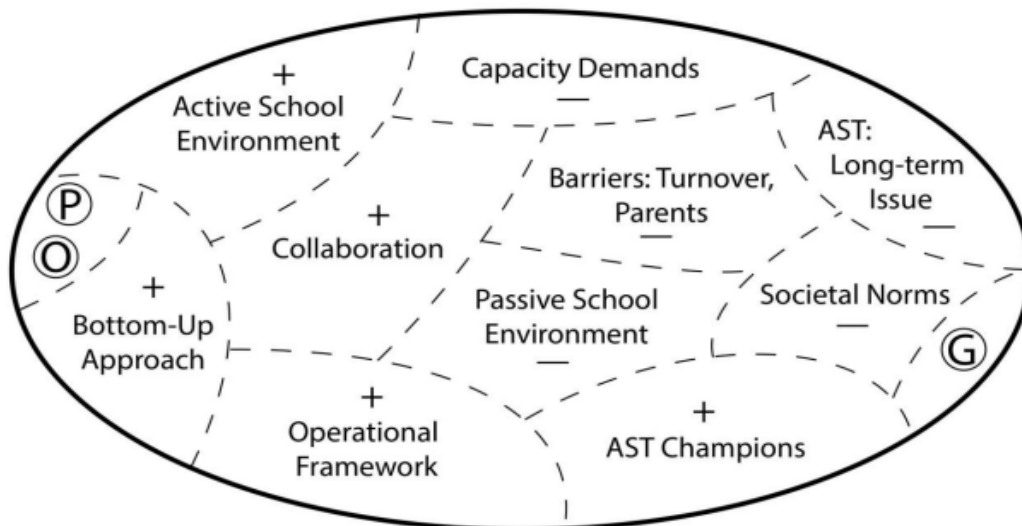 +
Active School
Environment
Capacity Demands
—
AST:
Long-term
Issue
—
P
O
+
Collaboration
Barriers: Turnover,
Parents
—
+
Bottom-Up
Approach
Passive School
Environment
—
Societal Norms
—
G
+
Operational
Framework
+
AST Champions